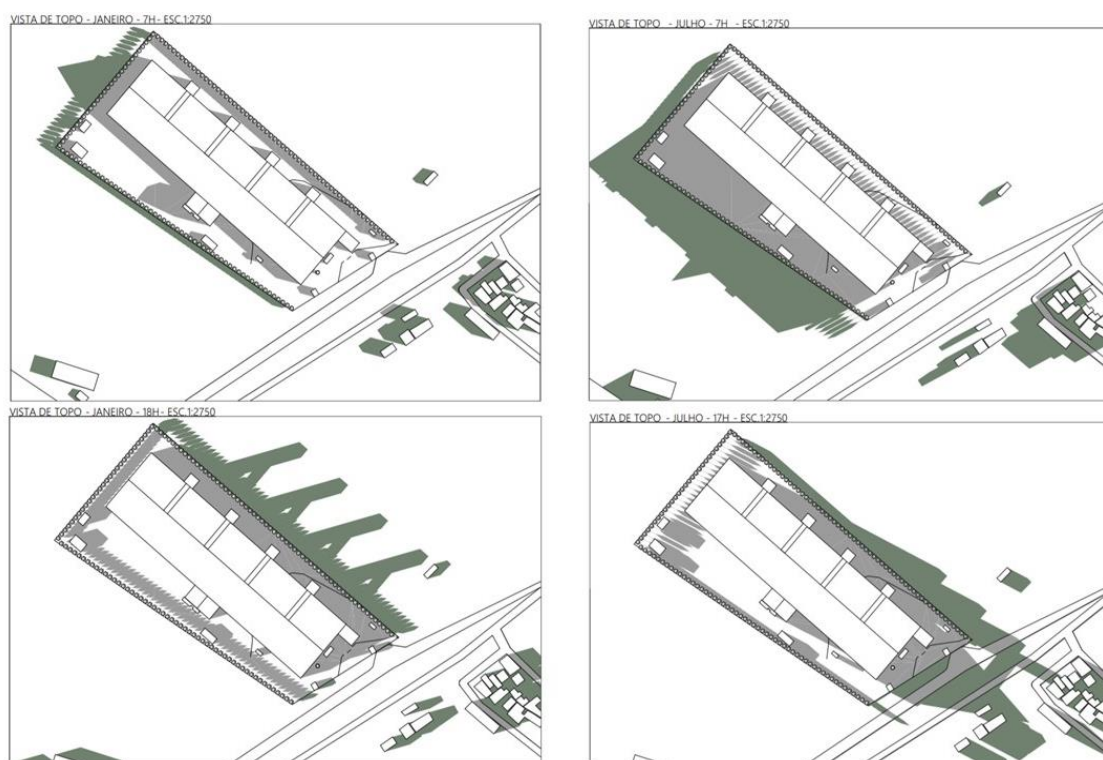 VISTA DE TOPO - JANEIRO - 7H - ESC.1:2750
VISTA DE TOPO - JULHO - 7H - ESC.1:2750
VISTA DE TOPO - JANEIRO - 18H - ESC.1:2750
VISTA DE TOPO - JULHO - 17H - ESC.1:2750